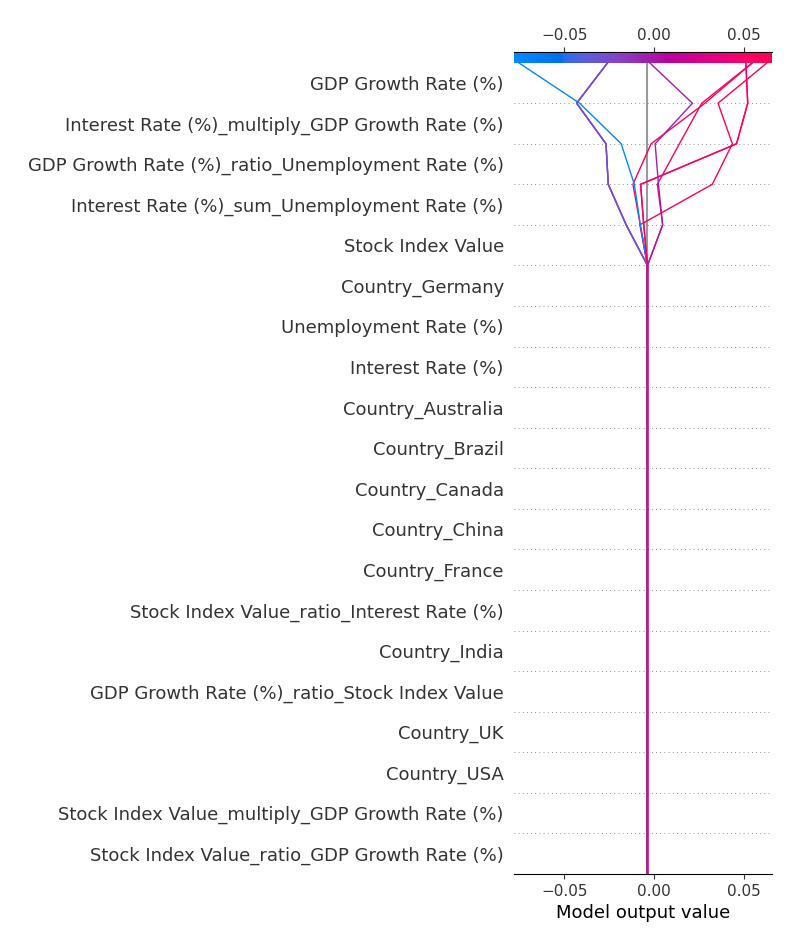 −0.05 0.00 0.05
GDP Growth Rate (%)
Interest Rate (%)_multiply_GDP Growth Rate (%)
GDP Growth Rate (%)_ratio_Unemployment Rate (%)
Interest Rate (%)_sum_Unemployment Rate (%)
Stock Index Value
Country_Germany
Unemployment Rate (%)
Interest Rate (%)
Country_Australia
Country_Brazil
Country_Canada
Country_China
Country_France
Stock Index Value_ratio_Interest Rate (%)
Country_India
GDP Growth Rate (%)_ratio_Stock Index Value
Country_UK
Country_USA
Stock Index Value_multiply_GDP Growth Rate (%)
Stock Index Value_ratio_GDP Growth Rate (%)
−0.05 0.00 0.05
Model output value